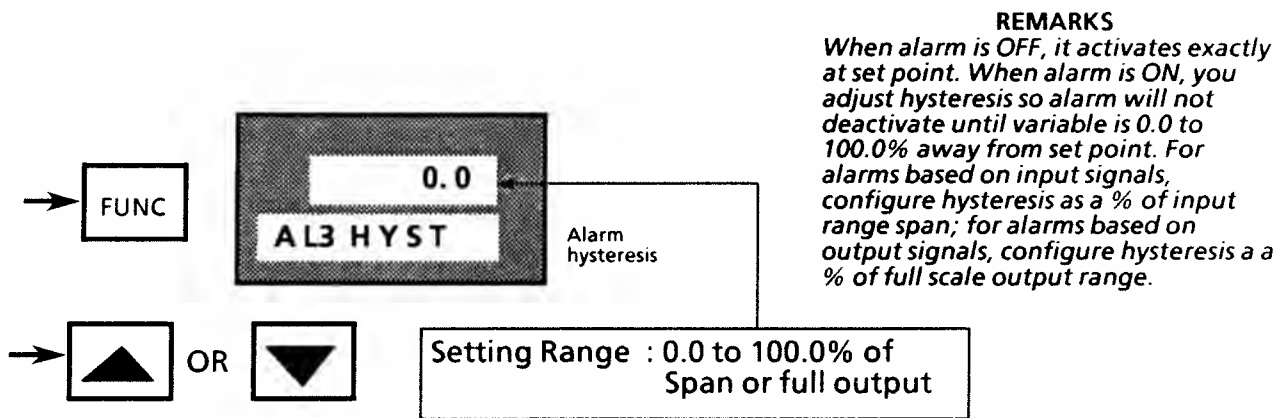 REMARKS
When alarm is OFF, it activates exactly
at set point. When alarm is ON, you
adjust hysteresis so alarm will not
deactivate until variable is 0.0 to
100.0% away from set point. For
alarms based on input signals,
configure hysteresis as a % of input
range span; for alarms based on
output signals, configure hysteresis a a
% of full scale output range.
FUNC
0.0
AL3 HYST
Alarm
hysteresis
OR
Setting Range : 0.0 to 100.0% of
Span or full output